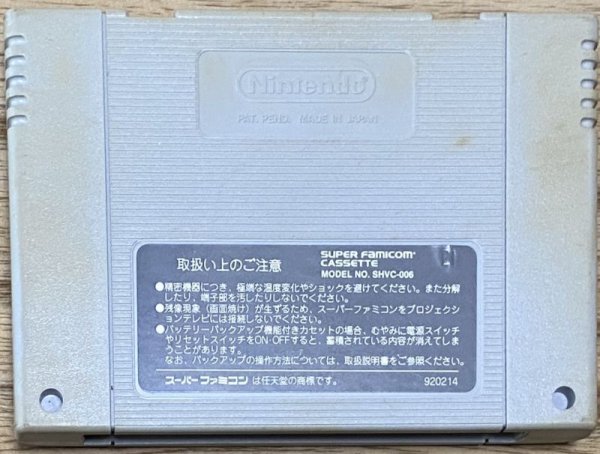 Nintendo
PAT. PEND. MADE IN JAPAN
取扱い上のご注意
SUPER FAMICOM
CASSETTE
MODEL NO. SHVC-006
●精密機器につき、極端な温度変化やショックを避けてください。また分解
したり、端子部を汚したりしないでください。
●残像現象（画面焼け）が生ずるため、スーパーファミコンをプロジェクシ
ョンテレビには接続しないでください。
●バッテリーバックアップ機能付きカセットの場合、むやみに電源スイッチ
やリセットスイッチをON・OFFすると、蓄積されている内容が消えてしま
うことがあります。
なお、バックアップの操作方法については、取扱説明書をご参照ください。
スーパーファミコンは任天堂の商標です。
920214